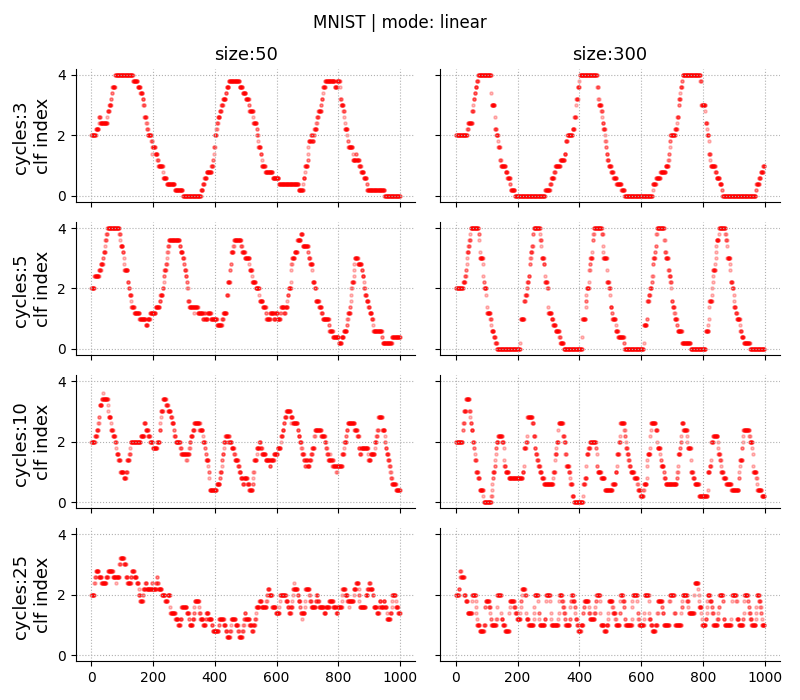 MNIST | mode: linear
size:50
size:300
cycles:3
clf index
4
2
0
cycles:5
clf index
4
2
0
cycles:10
clf index
4
2
0
cycles:25
clf index
4
2
0
0 200 400 600 800 1000
0 200 400 600 800 1000